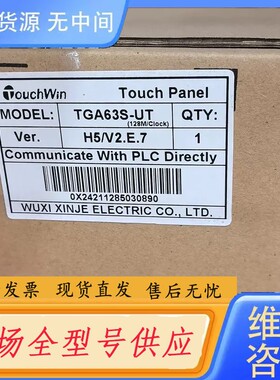 货源 无中间
TouchWin Touch Panel
MODEL: TGA63S-UT QTY:
(128M/Clock)
Ver. H5/V2.E.7 1
Communicate With PLC Directly
0X24211285030890
WUXI XINJE ELECTRIC CO., LTD.
现场 现货直发 售后无忧
场全型号供应
维
咨